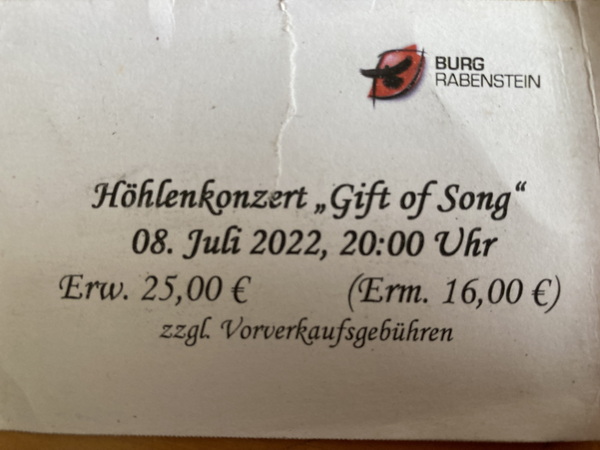 BURG
RABENSTEIN
Höhlenkonzert „Gift of Song“
08. Juli 2022, 20:00 Uhr
Erw. 25,00 € (Erm. 16,00 €)
zzgl. Vorverkaufsgebühren